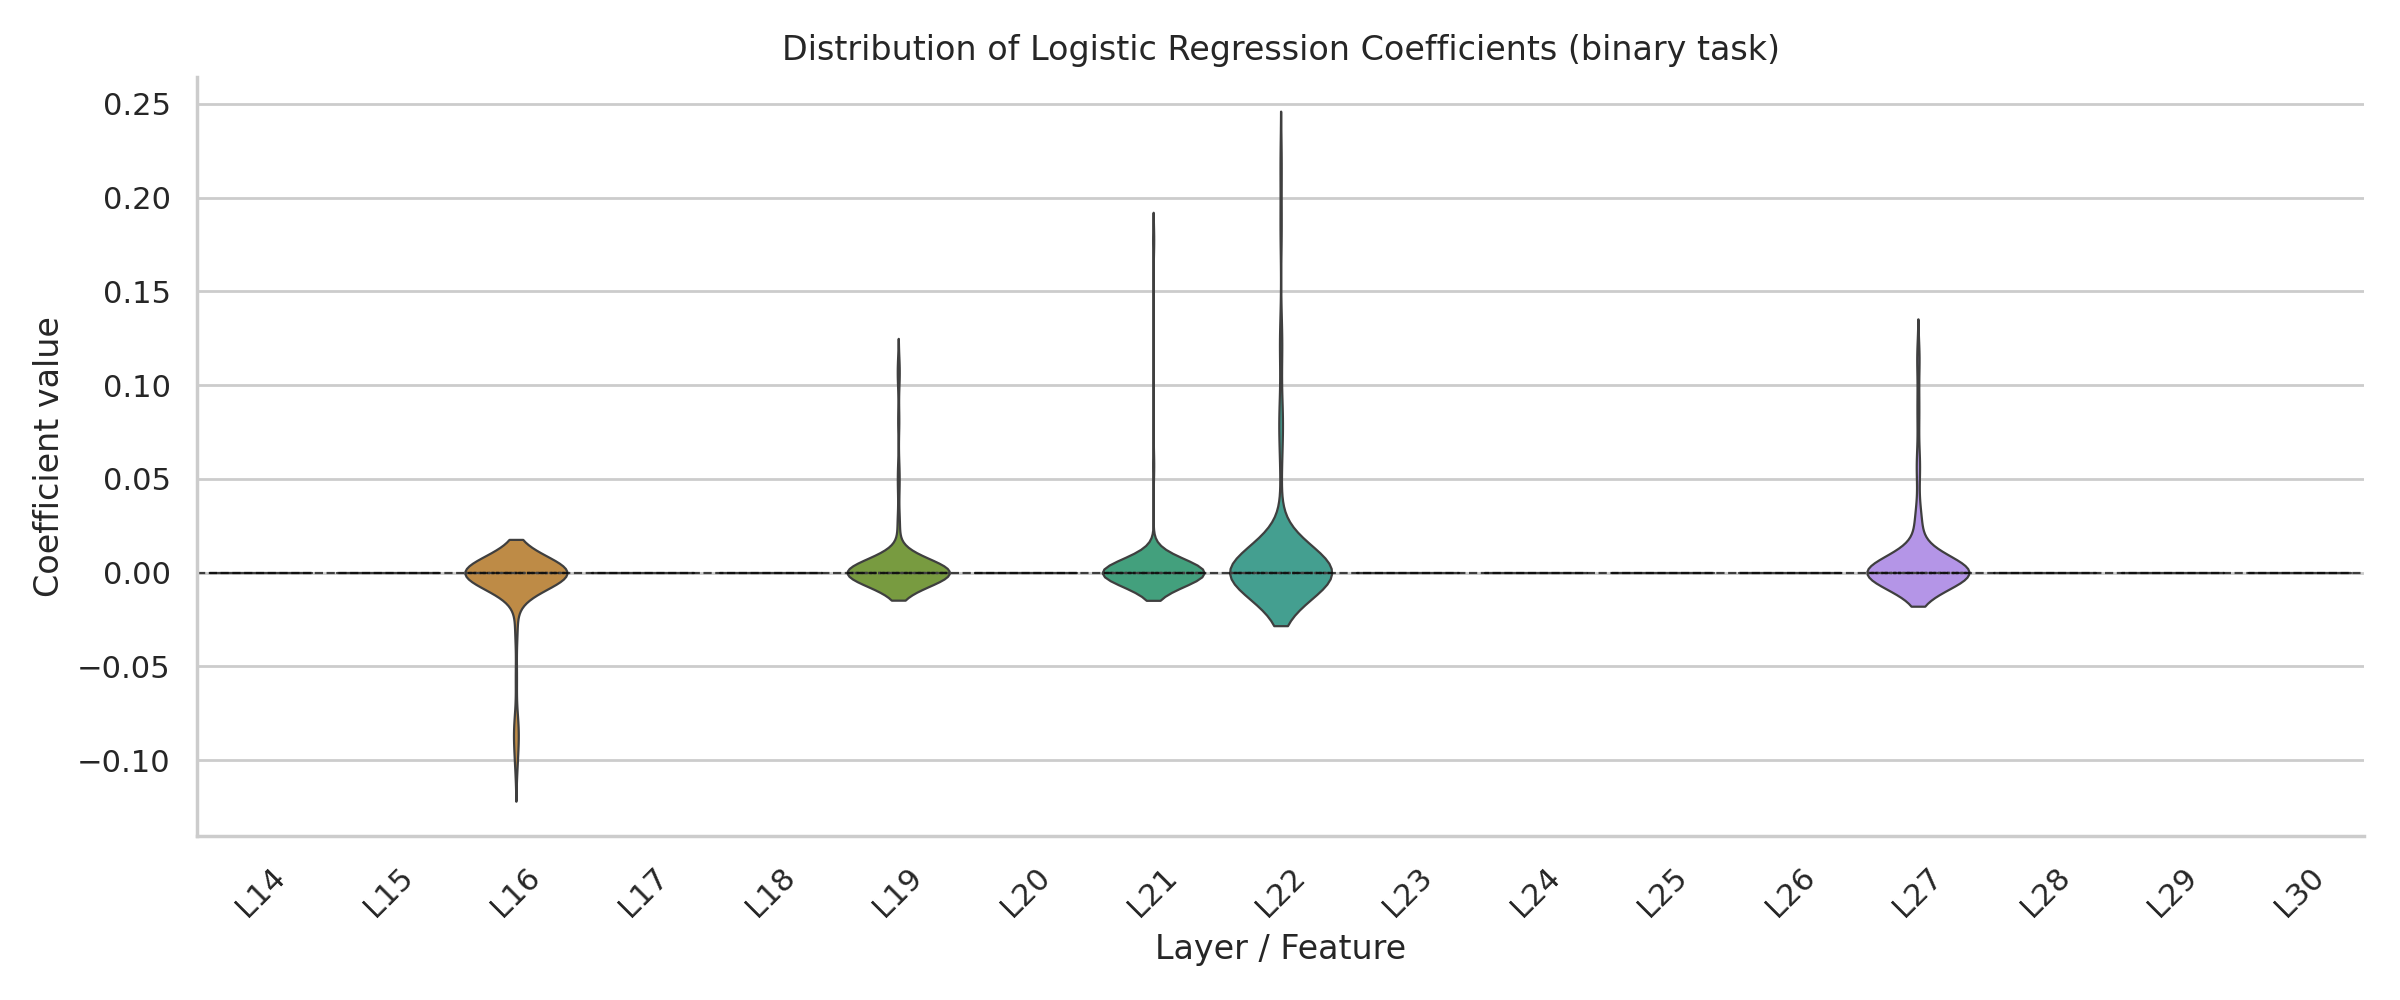 Distribution of Logistic Regression Coefficients (binary task)
Coefficient value
0.25
0.20
0.15
0.10
0.05
0.00
−0.05
−0.10
L14 L15 L16 L17 L18 L19 L20 L21 L22 L23 L24 L25 L26 L27 L28 L29 L30
Layer / Feature